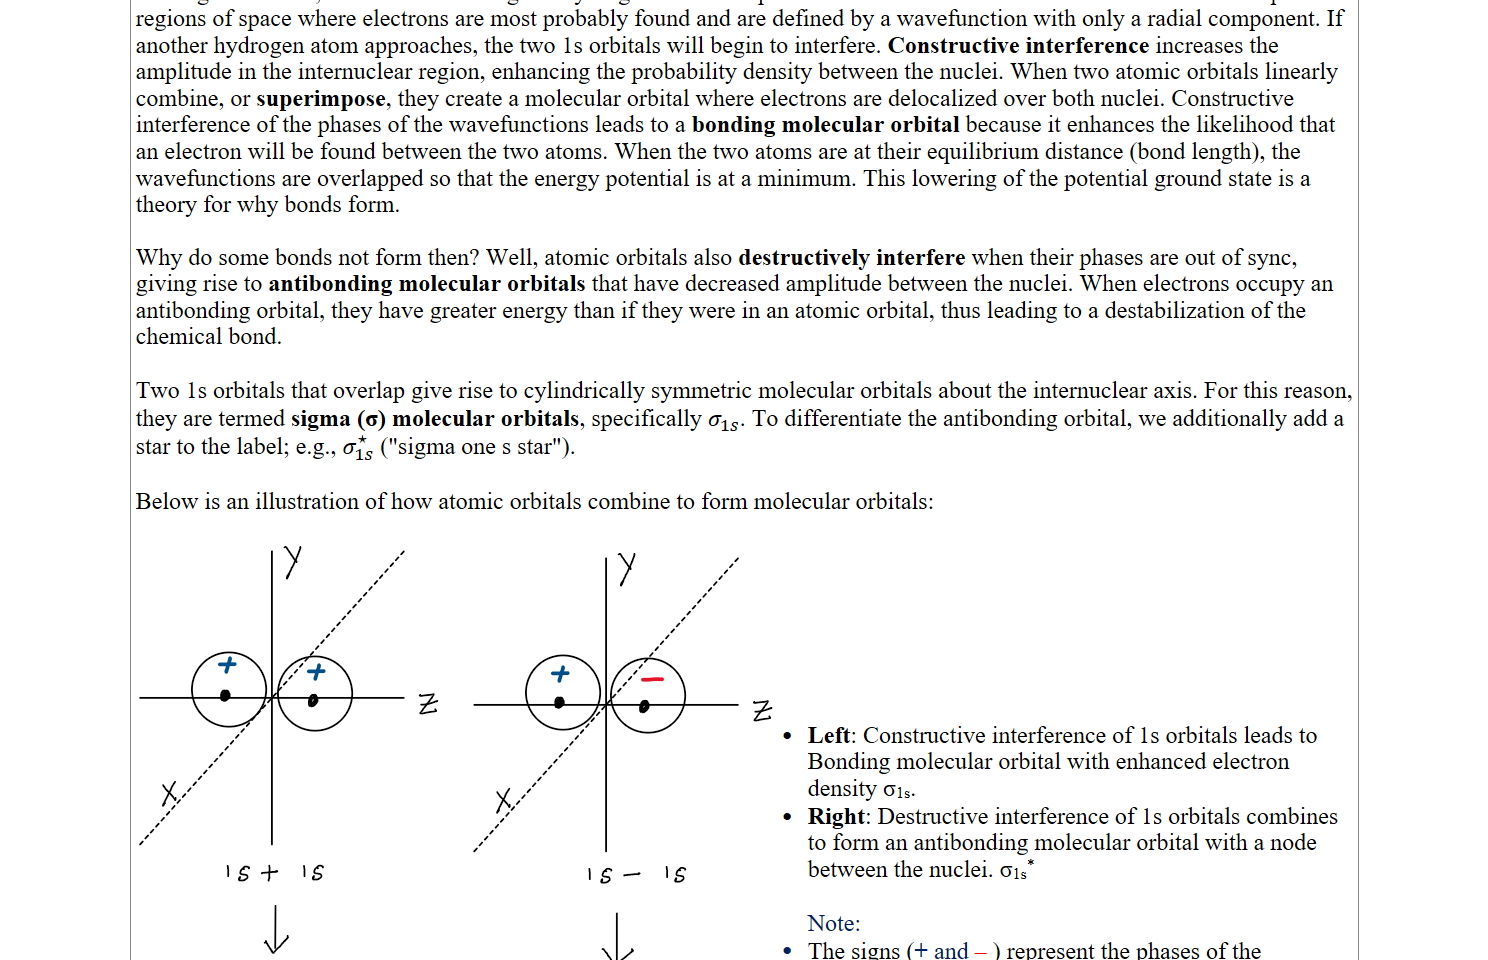 regions of space where electrons are most probably found and are defined by a wavefunction with only a radial component. If
another hydrogen atom approaches, the two 1s orbitals will begin to interfere. Constructive interference increases the
amplitude in the internuclear region, enhancing the probability density between the nuclei. When two atomic orbitals linearly
combine, or superimpose, they create a molecular orbital where electrons are delocalized over both nuclei. Constructive
interference of the phases of the wavefunctions leads to a bonding molecular orbital because it enhances the likelihood that
an electron will be found between the two atoms. When the two atoms are at their equilibrium distance (bond length), the
wavefunctions are overlapped so that the energy potential is at a minimum. This lowering of the potential ground state is a
theory for why bonds form.
Why do some bonds not form then? Well, atomic orbitals also destructively interfere when their phases are out of sync,
giving rise to antibonding molecular orbitals that have decreased amplitude between the nuclei. When electrons occupy an
antibonding orbital, they have greater energy than if they were in an atomic orbital, thus leading to a destabilization of the
chemical bond.
Two 1s orbitals that overlap give rise to cylindrically symmetric molecular orbitals about the internuclear axis. For this reason,
they are termed sigma (σ) molecular orbitals, specifically σ₁ₛ. To differentiate the antibonding orbital, we additionally add a
star to the label; e.g., σ₁ₛ* ("sigma one s star").
Below is an illustration of how atomic orbitals combine to form molecular orbitals:
y
+ +
z
x
1s + 1s
y
+ −
z
x
1s − 1s
• Left: Constructive interference of 1s orbitals leads to
Bonding molecular orbital with enhanced electron
density σ₁ₛ.
• Right: Destructive interference of 1s orbitals combines
to form an antibonding molecular orbital with a node
between the nuclei. σ₁ₛ*
Note:
• The signs (+ and – ) represent the phases of the